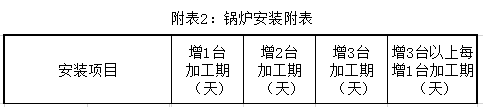 附表2：锅炉安装附表
安装项目
增1台
加工期
（天）
增2台
加工期
（天）
增3台
加工期
（天）
增3台以上每
增1台加工期
（天）